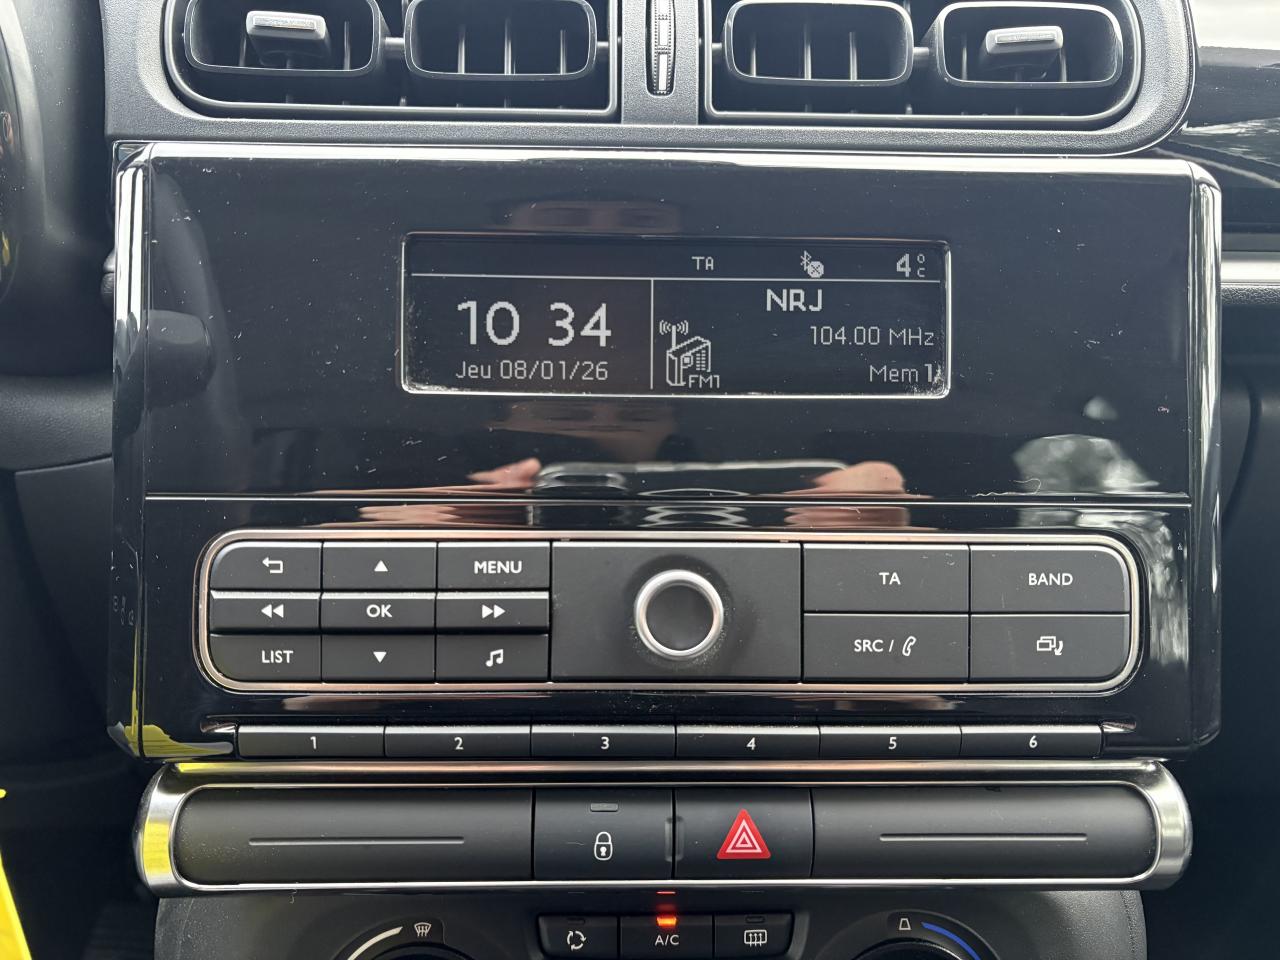 TA 4°C
10 34
Jeu 08/01/26
NRJ
104.00 MHz
FM1
Mem 1
MENU
TA
BAND
OK
SRC /
LIST
1 2 3 4 5 6
A/C